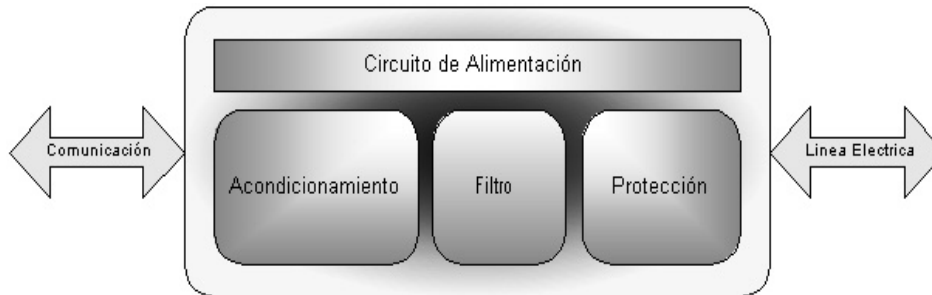 Circuito de Alimentación
Comunicación
Linea Electrica
Acondicionamiento
Filtro
Protección